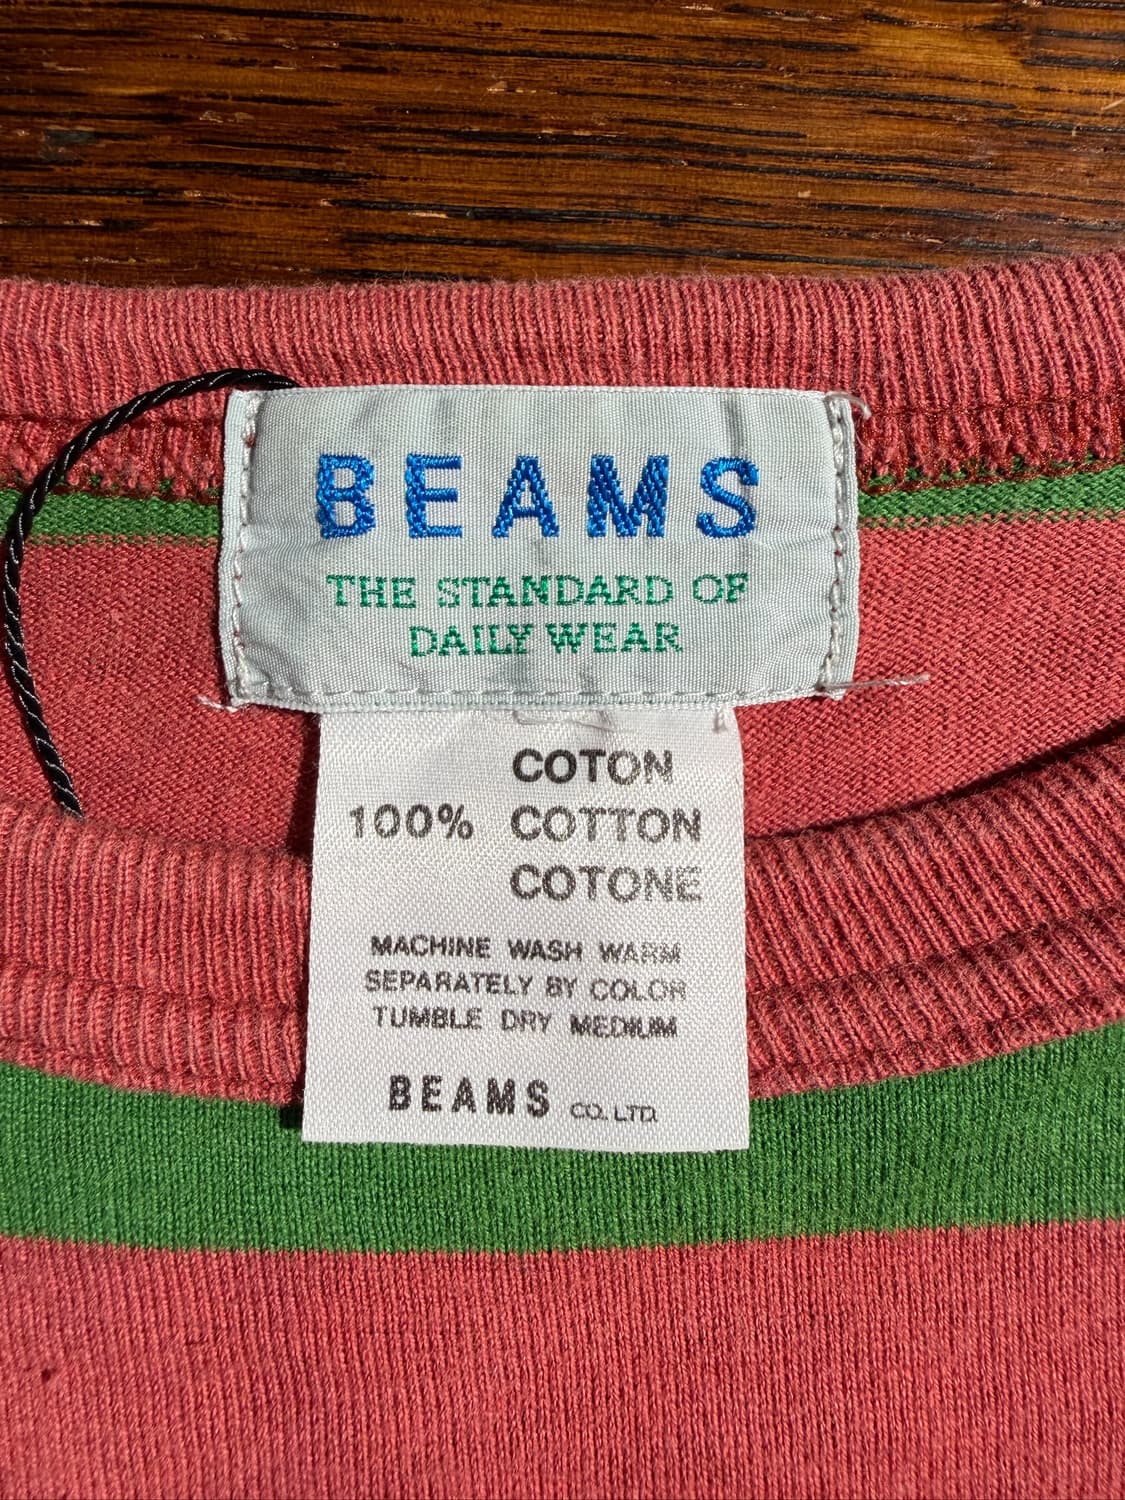 BEAMS
THE STANDARD OF
DAILY WEAR
COTON
100% COTTON
COTONE
MACHINE WASH WARM
SEPARATELY BY COLOR
TUMBLE DRY MEDIUM
BEAMS CO. LTD.